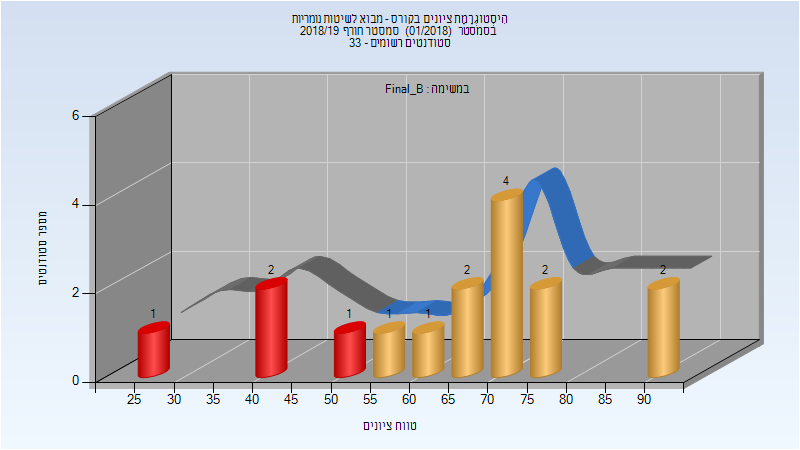 היסטוגרמת ציונים בקורס - מבוא לשיטות נומריות
בסמסטר (01/2018) סמסטר חורף 2018/19
סטודנטים רשומים - 33
במשימה : Final_B
6
4
2
0
מספר סטודנטים
1
2
1
1
1
2
4
2
2
25 30 35 40 45 50 55 60 65 70 75 80 85 90
טווח ציונים